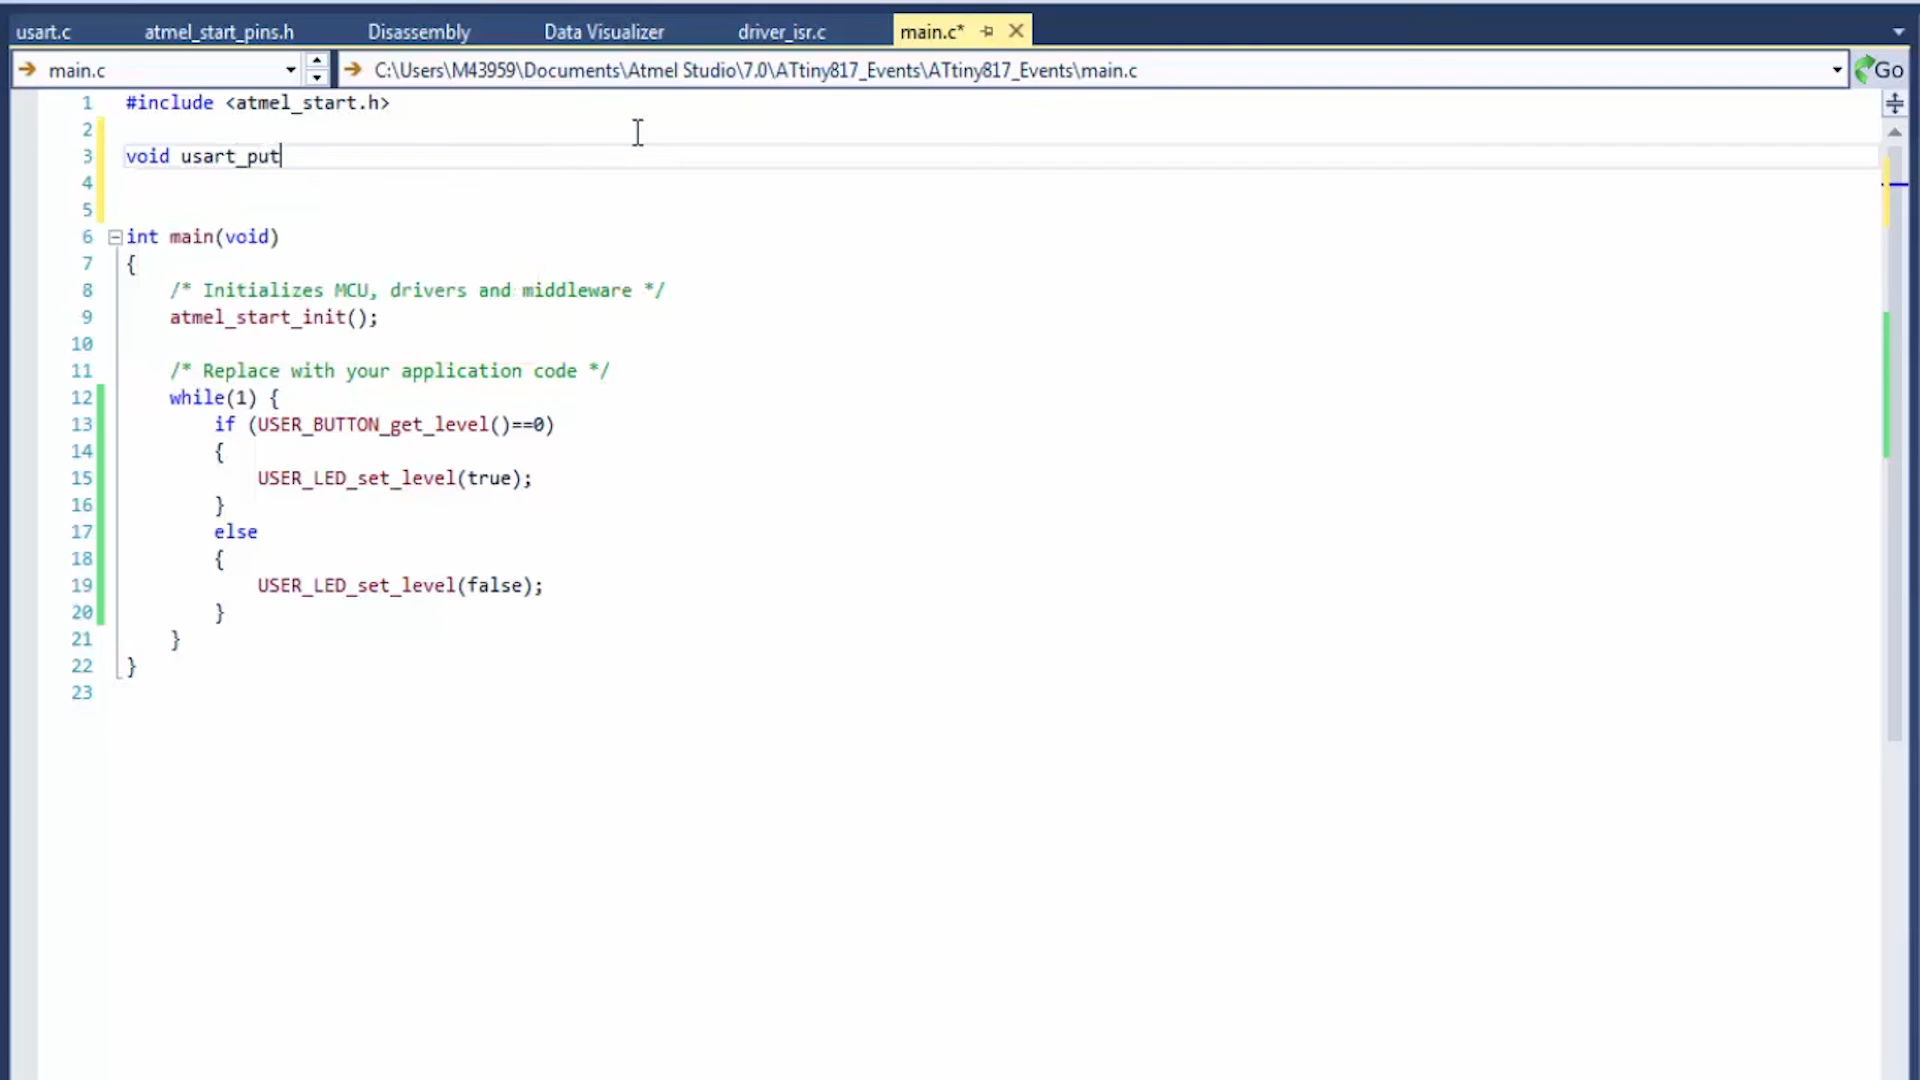 usart.c atmel_start_pins.h Disassembly Data Visualizer driver_isr.c main.c*
main.c C:\Users\M43959\Documents\Atmel Studio\7.0\ATtiny817_Events\ATtiny817_Events\main.c Go
1 #include <atmel_start.h>
2
3 void usart_put
4
5
6 int main(void)
7 {
8 /* Initializes MCU, drivers and middleware */
9 atmel_start_init();
10
11 /* Replace with your application code */
12 while(1) {
13 if (USER_BUTTON_get_level()==0)
14 {
15 USER_LED_set_level(true);
16 }
17 else
18 {
19 USER_LED_set_level(false);
20 }
21 }
22 }
23